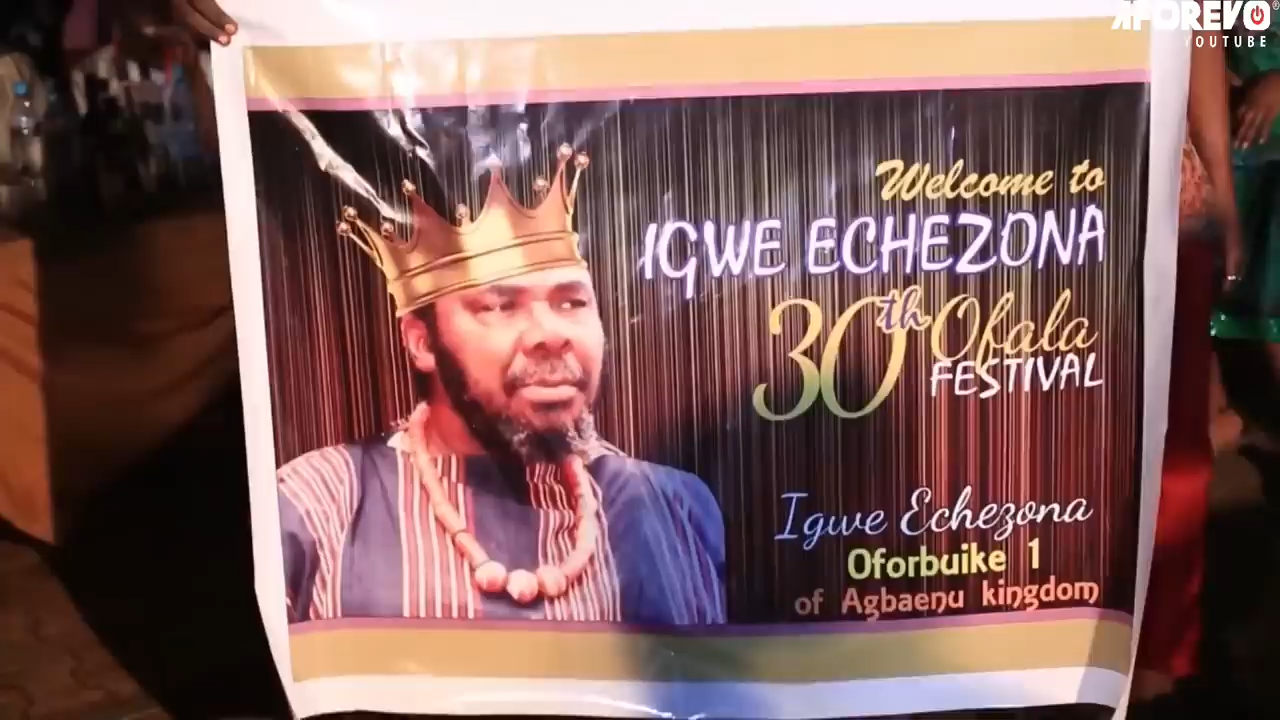 AFOREVO
YOUTUBE
Welcome to
IGWE ECHEZONA
30th Ofala
FESTIVAL
Igwe Echezona
Oforbuike 1
of Agbaenu kingdom